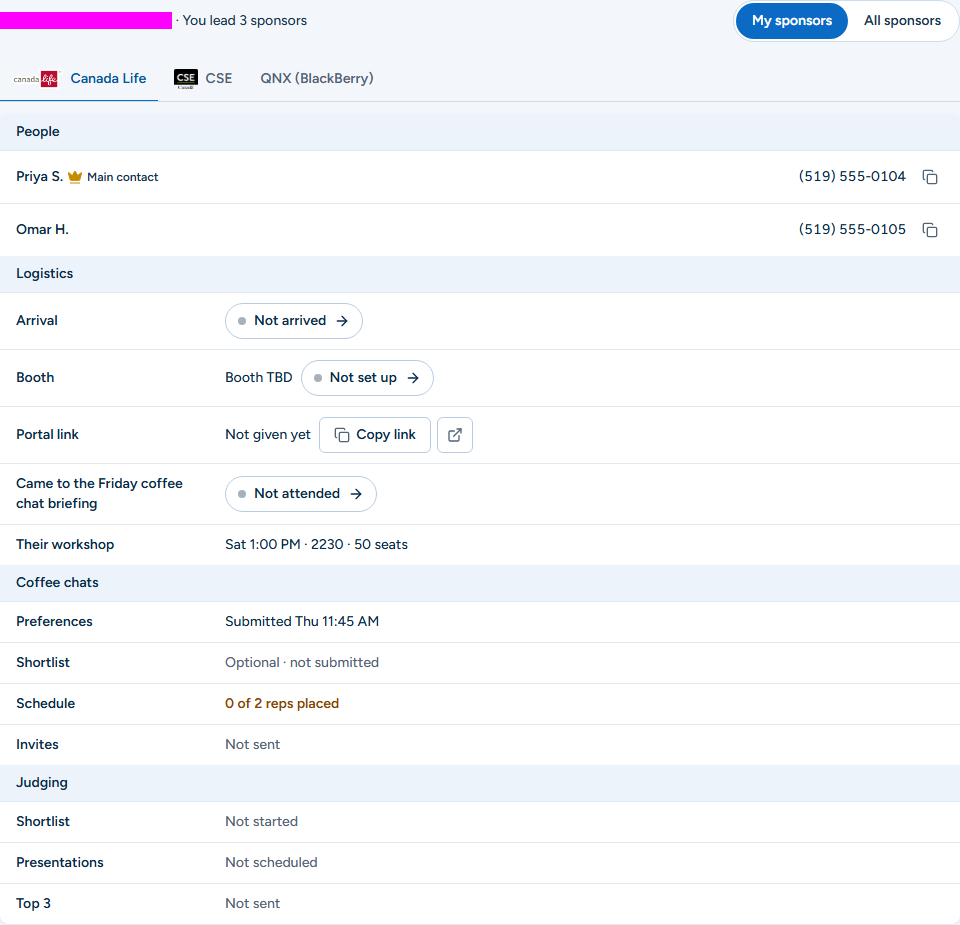 · You lead 3 sponsors
My sponsors
All sponsors
canada life
Canada Life
CSE
Canada
CSE
QNX (BlackBerry)
People
Priya S. Main contact
(519) 555-0104
Omar H.
(519) 555-0105
Logistics
Arrival
Not arrived →
Booth
Booth TBD
Not set up →
Portal link
Not given yet
Copy link
Came to the Friday coffee
chat briefing
Not attended →
Their workshop
Sat 1:00 PM · 2230 · 50 seats
Coffee chats
Preferences
Submitted Thu 11:45 AM
Shortlist
Optional · not submitted
Schedule
0 of 2 reps placed
Invites
Not sent
Judging
Shortlist
Not started
Presentations
Not scheduled
Top 3
Not sent